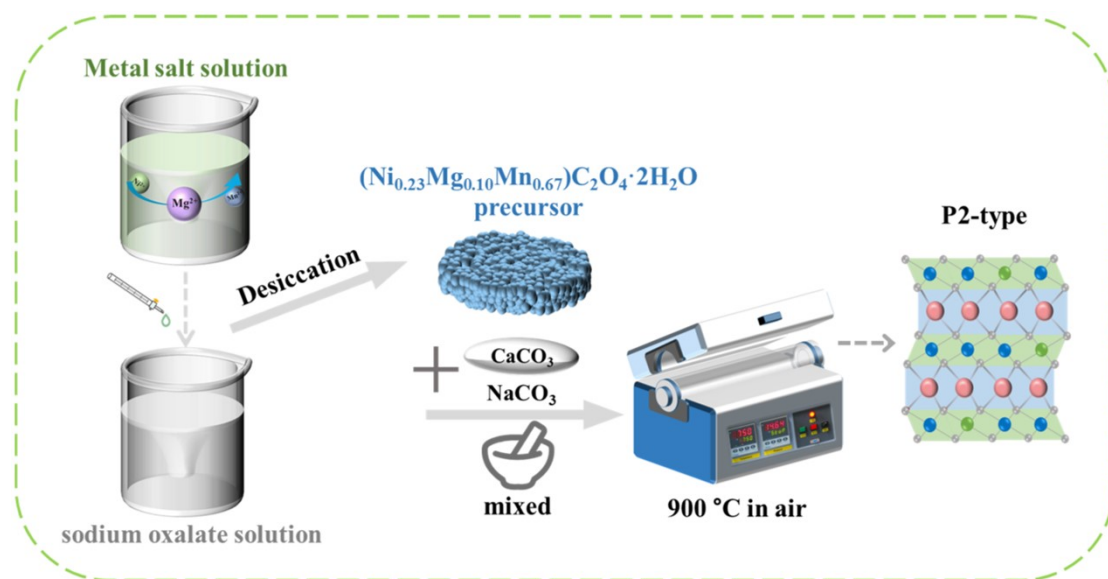 Metal salt solution
Mg²⁺
sodium oxalate solution
Desiccation
(Ni₀.₂₃Mg₀.₁₀Mn₀.₆₇)C₂O₄·2H₂O
precursor
CaCO₃
NaCO₃
mixed
900 °C in air
P2-type